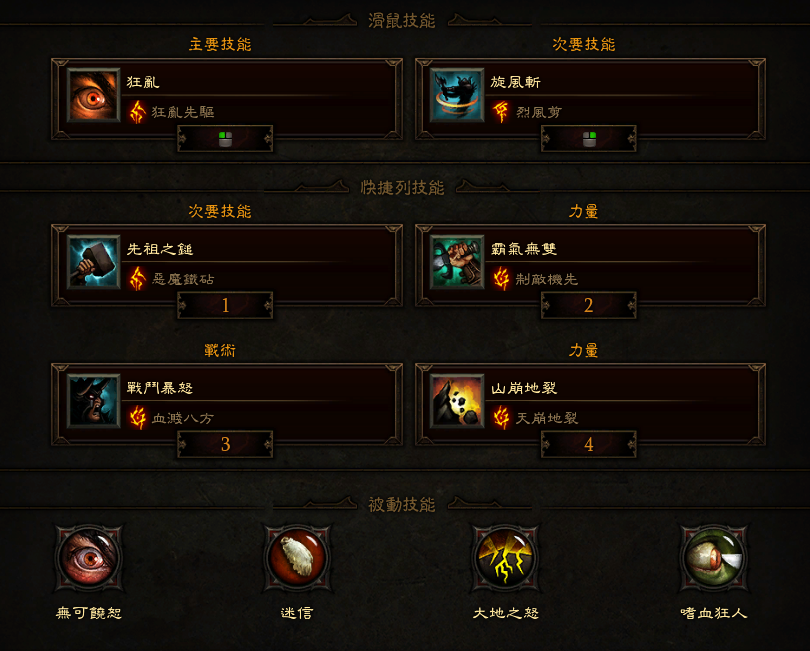 滑鼠技能
主要技能
次要技能
狂亂
旋風斬
狂亂先驅
烈風剪
快捷列技能
次要技能
力量
先祖之鎚
霸氣無雙
惡魔鐵砧
制敵機先
1
2
戰術
力量
戰鬥暴怒
山崩地裂
血濺八方
天崩地裂
3
4
被動技能
無可饒恕
迷信
大地之怒
嗜血狂人